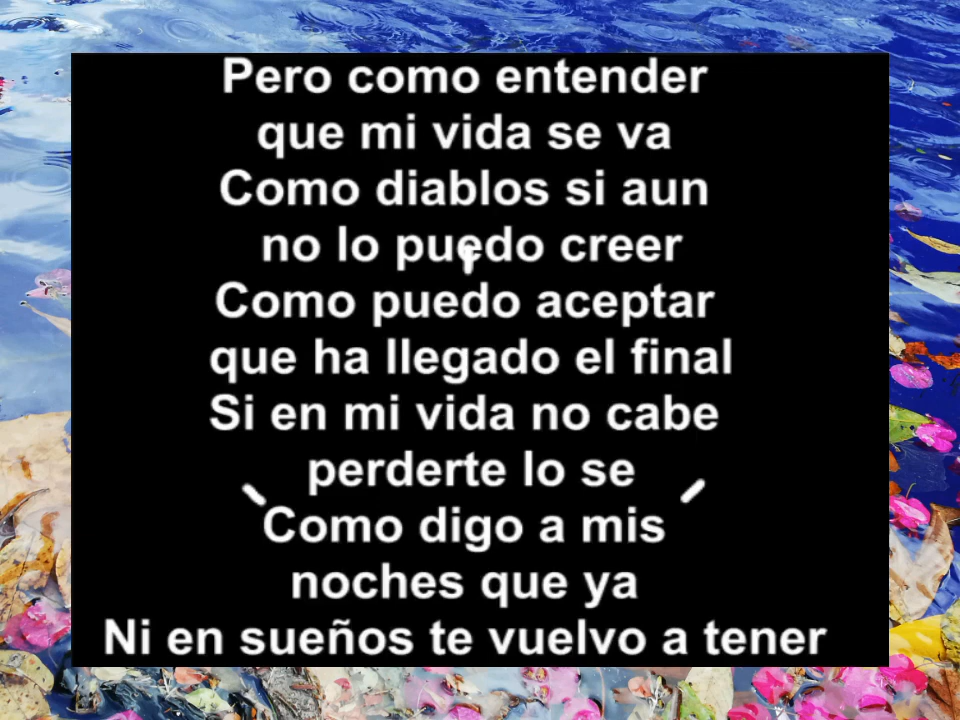 Pero como entender
que mi vida se va
Como diablos si aun
no lo puedo creer
Como puedo aceptar
que ha llegado el final
Si en mi vida no cabe
perderte lo se
Como digo a mis
noches que ya
Ni en sueños te vuelvo a tener